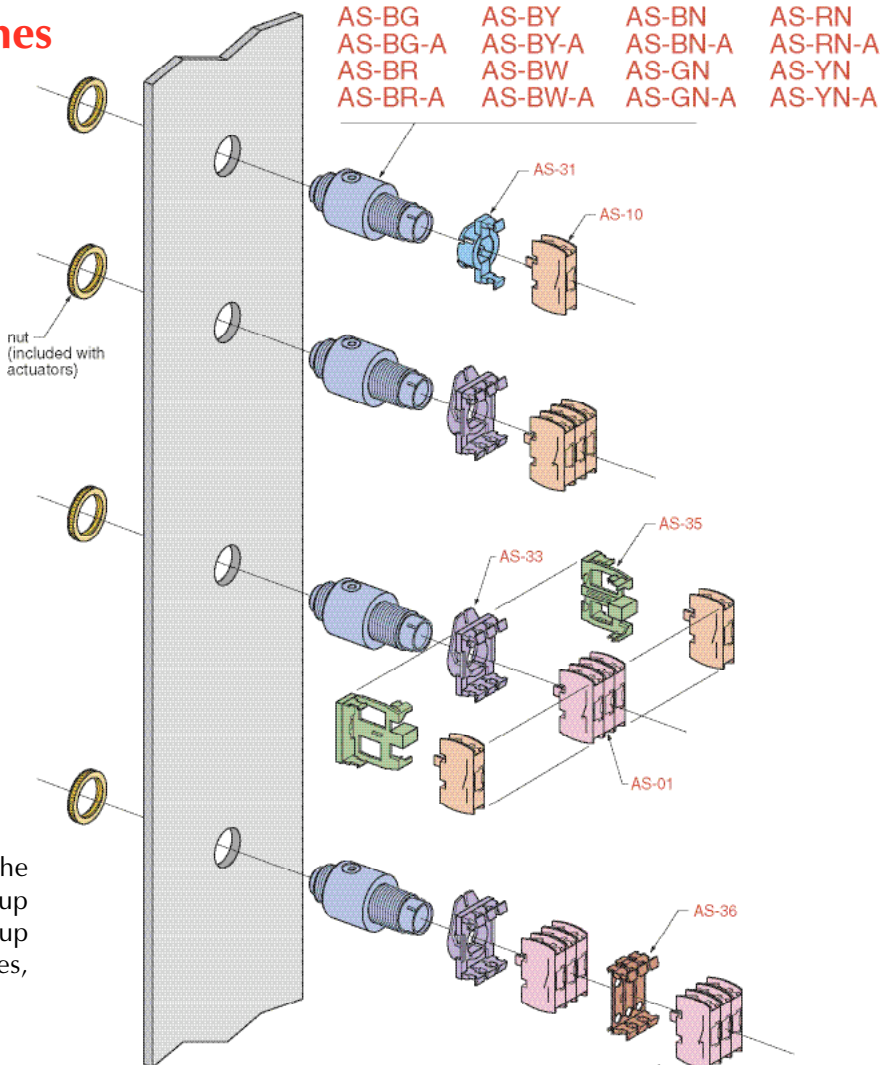 nes
AS-BG AS-BY AS-BN AS-RN
AS-BG-A AS-BY-A AS-BN-A AS-RN-A
AS-BR AS-BW AS-GN AS-YN
AS-BR-A AS-BW-A AS-GN-A AS-YN-A
AS-31
AS-10
nut
(included with
actuators)
AS-35
AS-33
AS-01
he
up
up
es,
AS-36